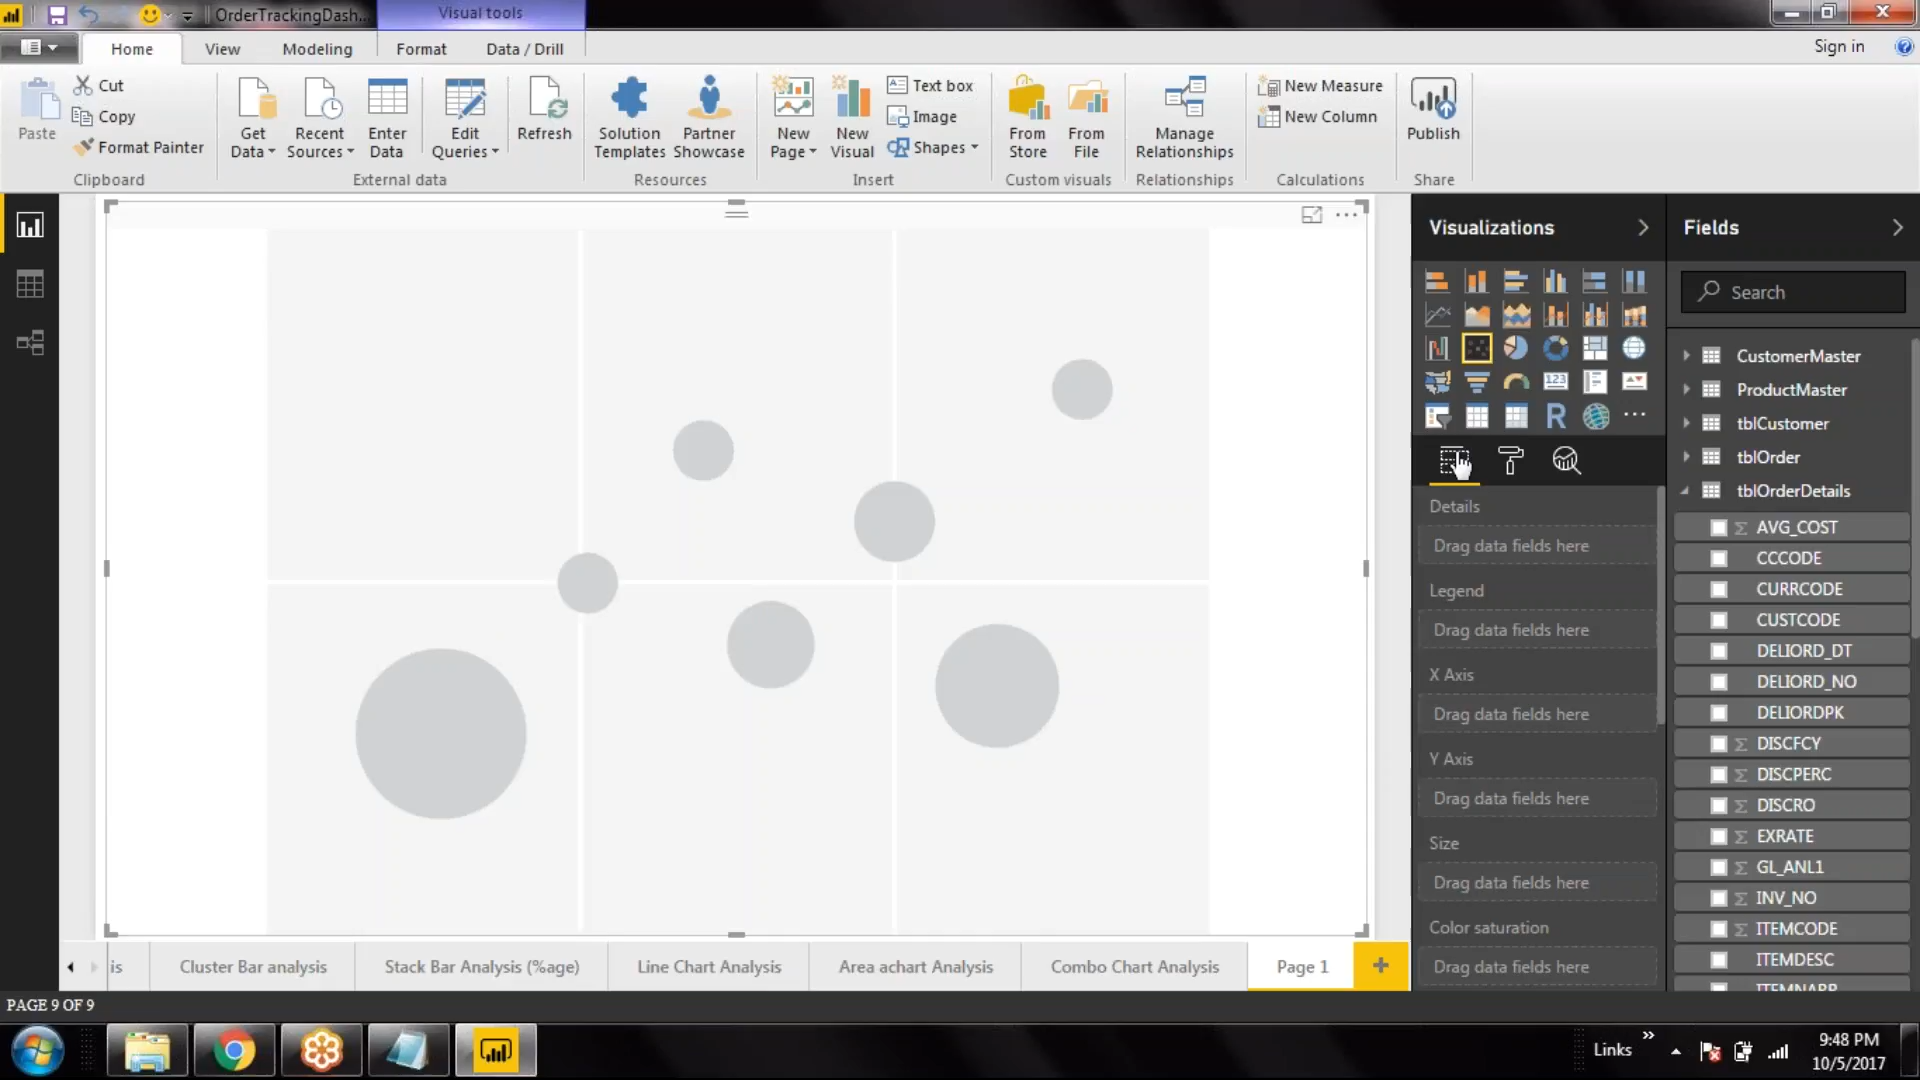 OrderTrackingDash...
Visual tools
Home
View
Modeling
Format
Data / Drill
Sign in
Paste
Cut
Copy
Format Painter
Clipboard
Get
Data
Recent
Sources
Enter
Data
Edit
Queries
Refresh
External data
Solution
Templates
Partner
Showcase
Resources
New
Page
New
Visual
Text box
Image
Shapes
Insert
From
Store
From
File
Custom visuals
Manage
Relationships
Relationships
New Measure
New Column
Calculations
Publish
Share
Visualizations
Details
Drag data fields here
Legend
Drag data fields here
X Axis
Drag data fields here
Y Axis
Drag data fields here
Size
Drag data fields here
Color saturation
Drag data fields here
Fields
Search
CustomerMaster
ProductMaster
tblCustomer
tblOrder
tblOrderDetails
AVG_COST
CCCODE
CURRCODE
CUSTCODE
DELIORD_DT
DELIORD_NO
DELIORDPK
DISCFCY
DISCPERC
DISCRO
EXRATE
GL_ANL1
INV_NO
ITEMCODE
ITEMDESC
is
Cluster Bar analysis
Stack Bar Analysis (%age)
Line Chart Analysis
Area achart Analysis
Combo Chart Analysis
Page 1
PAGE 9 OF 9
Links
9:48 PM
10/5/2017